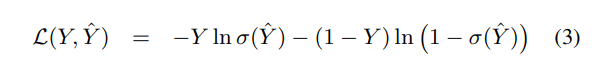 ℒ(Y, Ŷ) = −Y ln σ(Ŷ) − (1 − Y) ln (1 − σ(Ŷ)) (3)